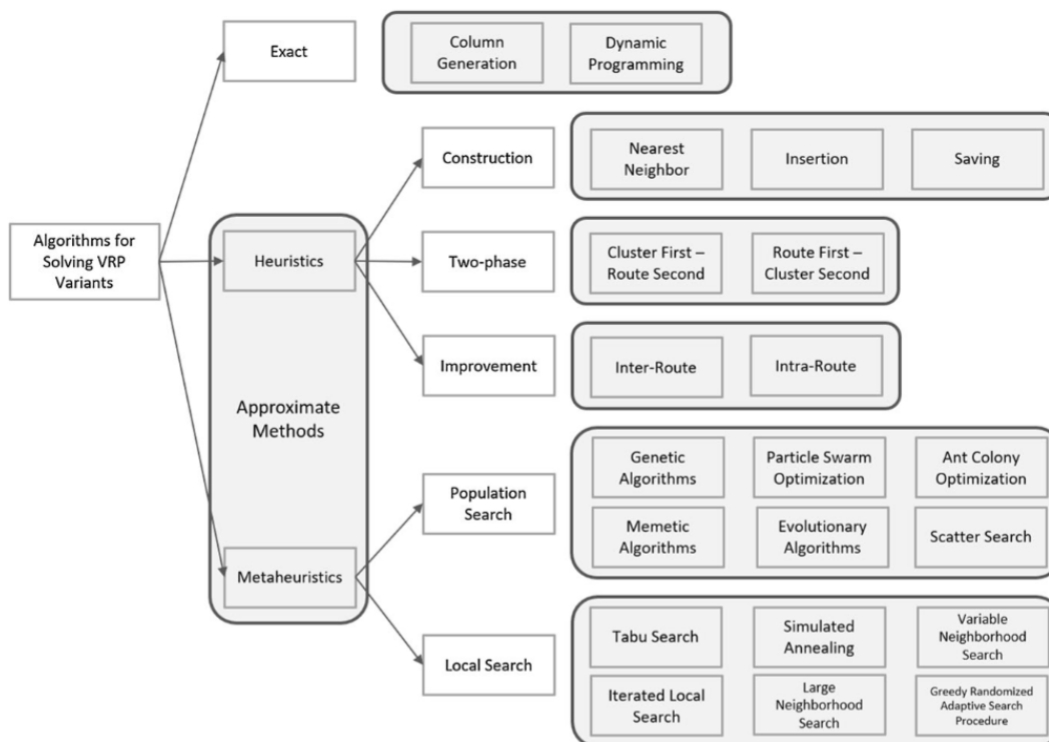 Exact
Column
Generation
Dynamic
Programming
Construction
Nearest
Neighbor
Insertion
Saving
Algorithms for
Solving VRP
Variants
Heuristics
Two-phase
Cluster First –
Route Second
Route First –
Cluster Second
Improvement
Inter-Route
Intra-Route
Approximate
Methods
Population
Search
Genetic
Algorithms
Particle Swarm
Optimization
Ant Colony
Optimization
Memetic
Algorithms
Evolutionary
Algorithms
Scatter Search
Metaheuristics
Local Search
Tabu Search
Simulated
Annealing
Variable
Neighborhood
Search
Iterated Local
Search
Large
Neighborhood
Search
Greedy Randomized
Adaptive Search
Procedure